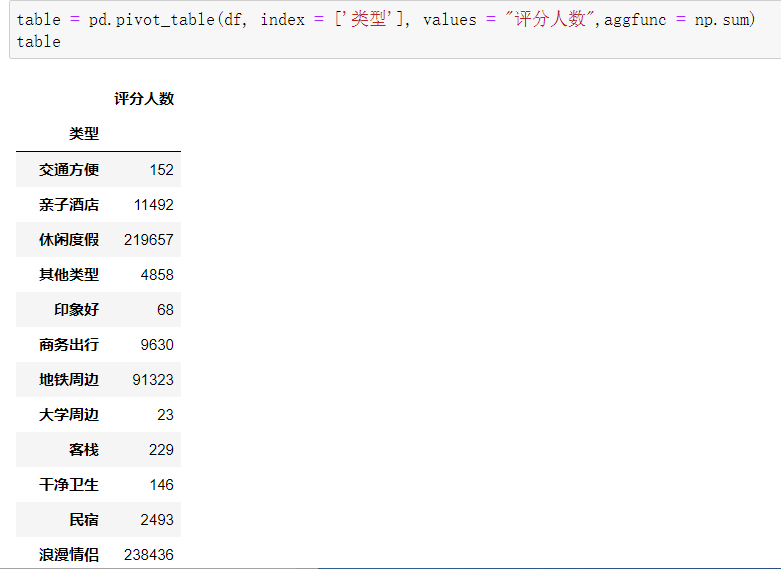 table = pd.pivot_table(df, index = ['类型'], values = "评分人数",aggfunc = np.sum)
table
评分人数
类型
交通方便 152
亲子酒店 11492
休闲度假 219657
其他类型 4858
印象好 68
商务出行 9630
地铁周边 91323
大学周边 23
客栈 229
干净卫生 146
民宿 2493
浪漫情侣 238436